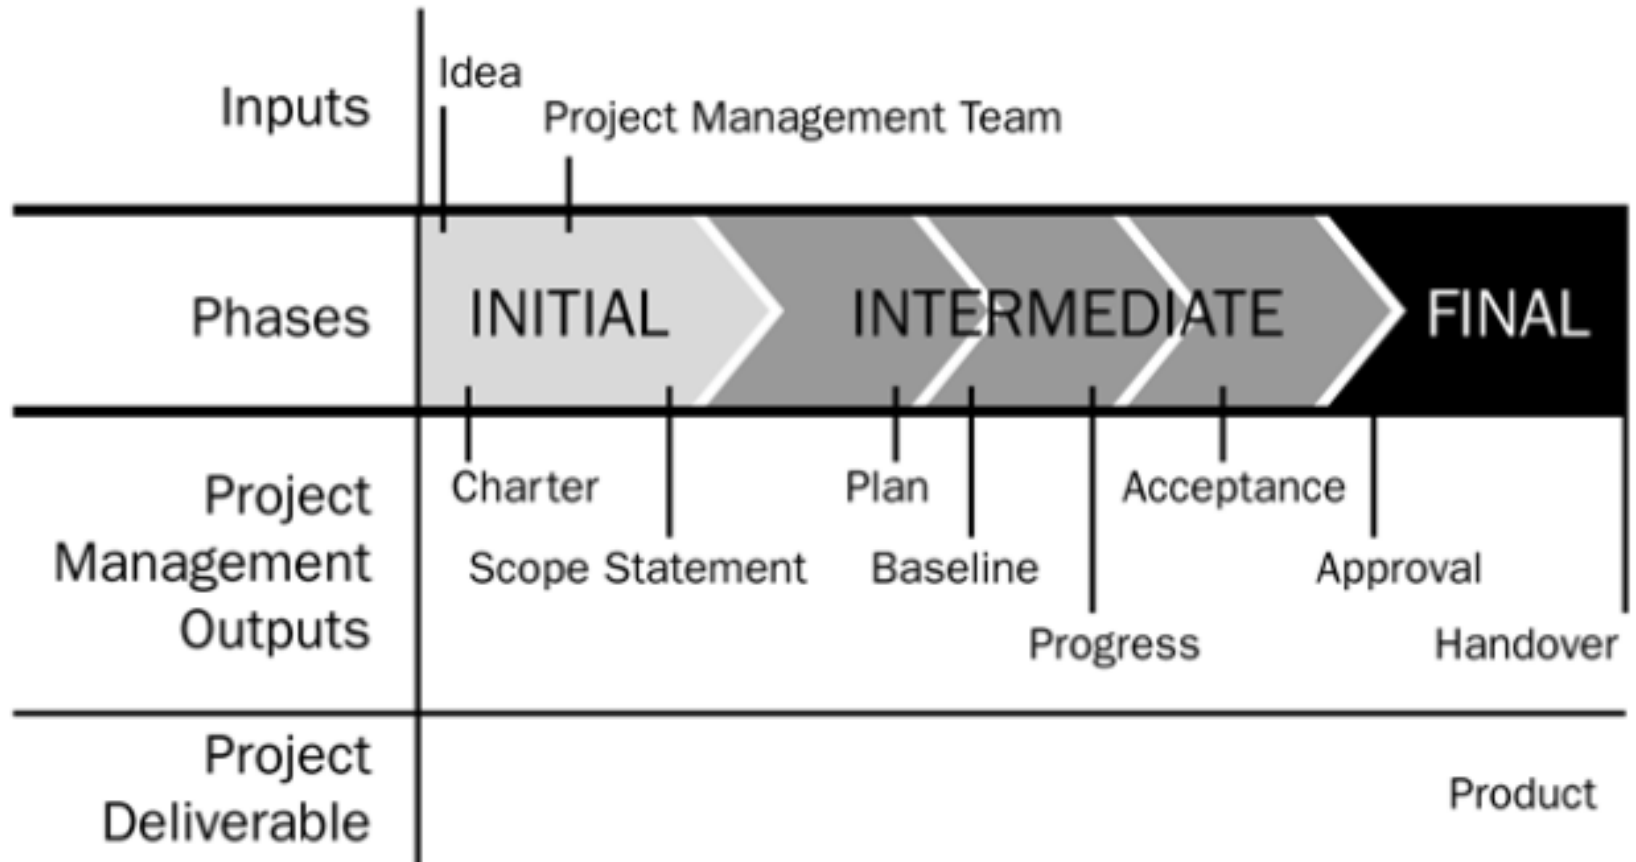 Inputs
Idea
Project Management Team
Phases
INITIAL
INTERMEDIATE
FINAL
Project
Management
Outputs
Charter
Plan
Acceptance
Scope Statement
Baseline
Approval
Progress
Handover
Project
Deliverable
Product